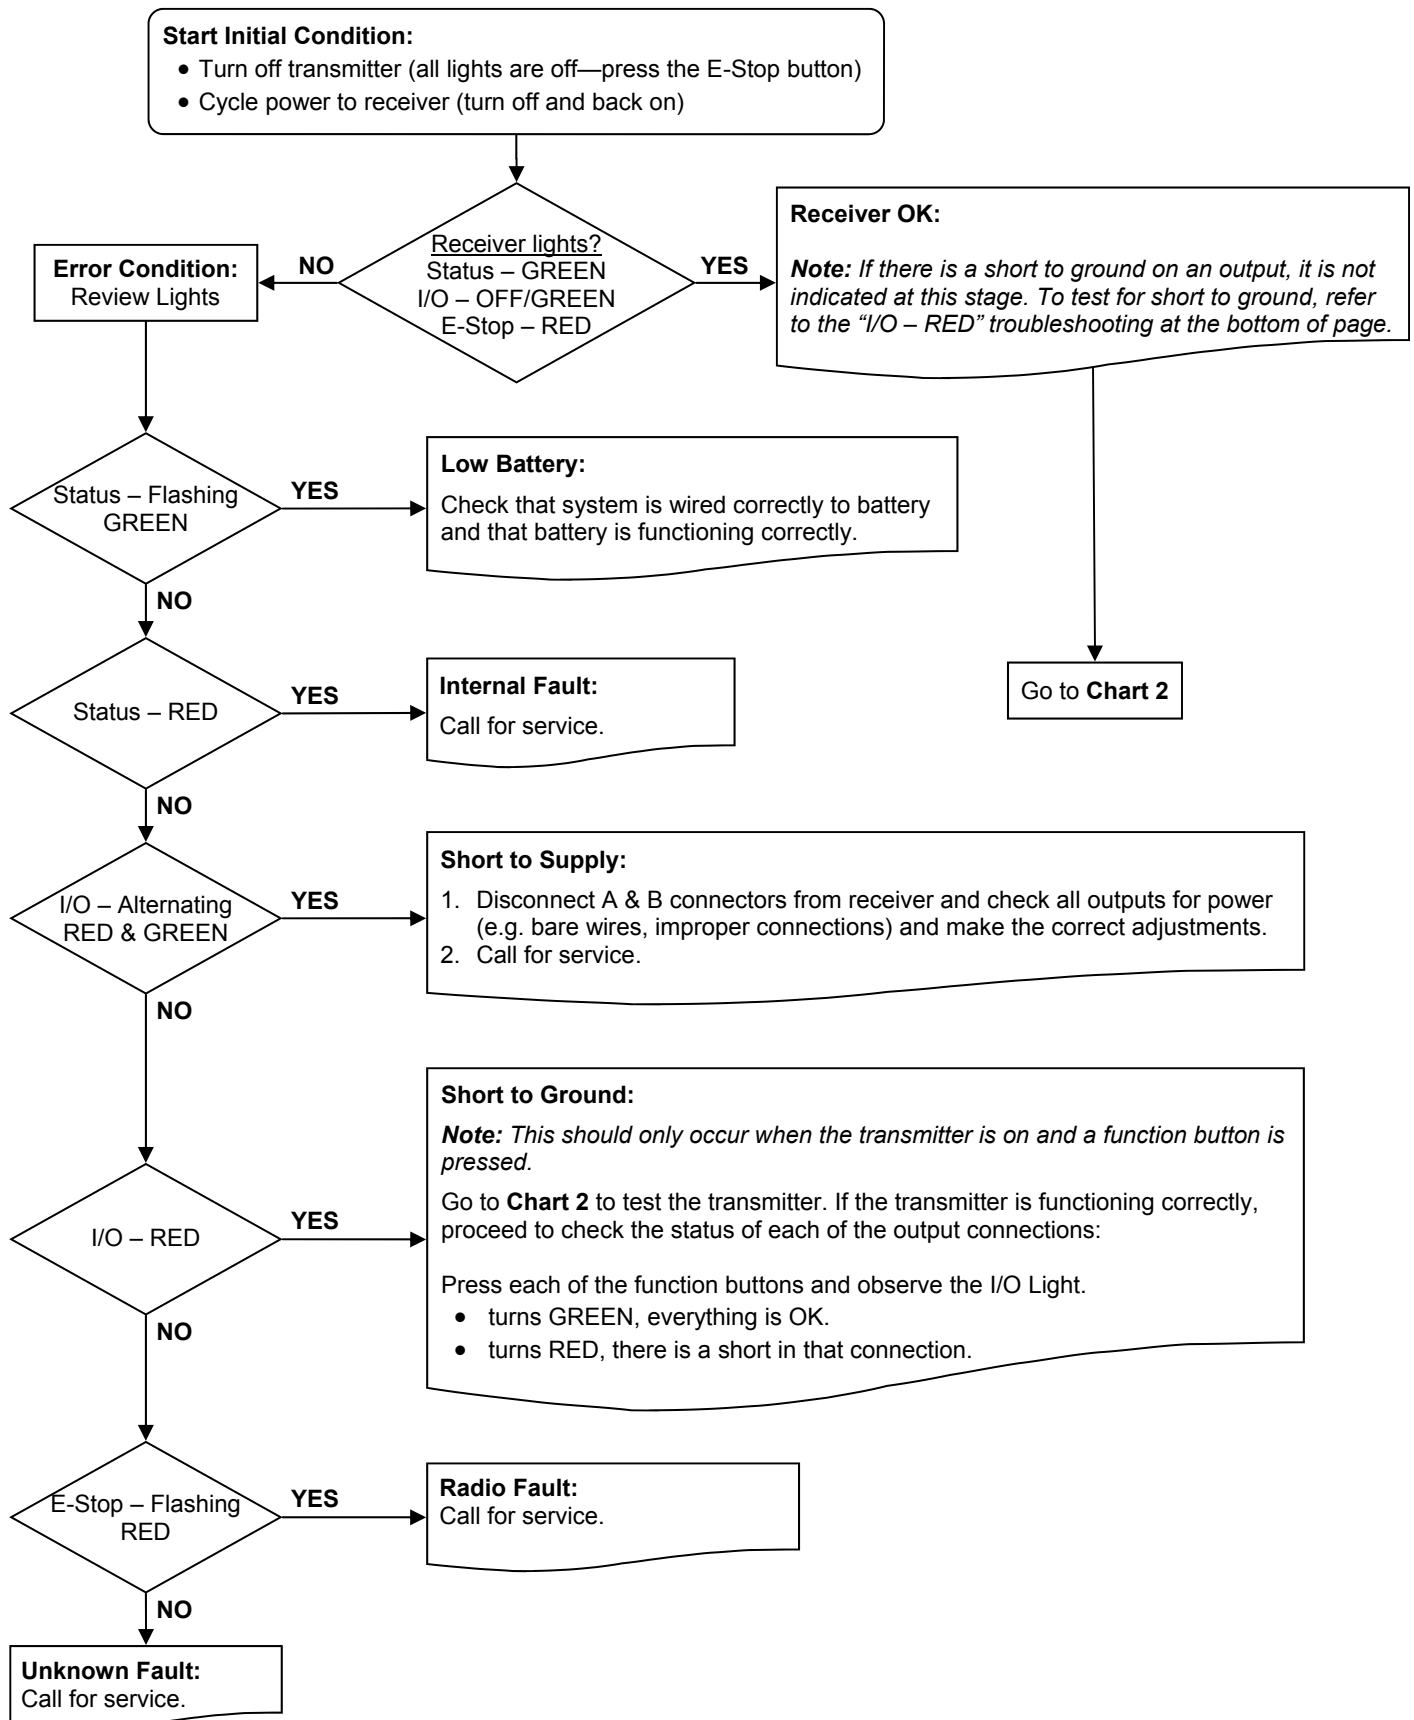 Start Initial Condition:
• Turn off transmitter (all lights are off—press the E-Stop button)
• Cycle power to receiver (turn off and back on)
Receiver lights?
Status – GREEN
I/O – OFF/GREEN
E-Stop – RED
NO
YES
Error Condition:
Review Lights
Receiver OK:
Note: If there is a short to ground on an output, it is not
indicated at this stage. To test for short to ground, refer
to the “I/O – RED” troubleshooting at the bottom of page.
Go to Chart 2
Status – Flashing
GREEN
YES
Low Battery:
Check that system is wired correctly to battery
and that battery is functioning correctly.
NO
Status – RED
YES
Internal Fault:
Call for service.
NO
I/O – Alternating
RED & GREEN
YES
Short to Supply:
1. Disconnect A & B connectors from receiver and check all outputs for power
(e.g. bare wires, improper connections) and make the correct adjustments.
2. Call for service.
NO
I/O – RED
YES
Short to Ground:
Note: This should only occur when the transmitter is on and a function button is
pressed.
Go to Chart 2 to test the transmitter. If the transmitter is functioning correctly,
proceed to check the status of each of the output connections:
Press each of the function buttons and observe the I/O Light.
• turns GREEN, everything is OK.
• turns RED, there is a short in that connection.
NO
E-Stop – Flashing
RED
YES
Radio Fault:
Call for service.
NO
Unknown Fault:
Call for service.